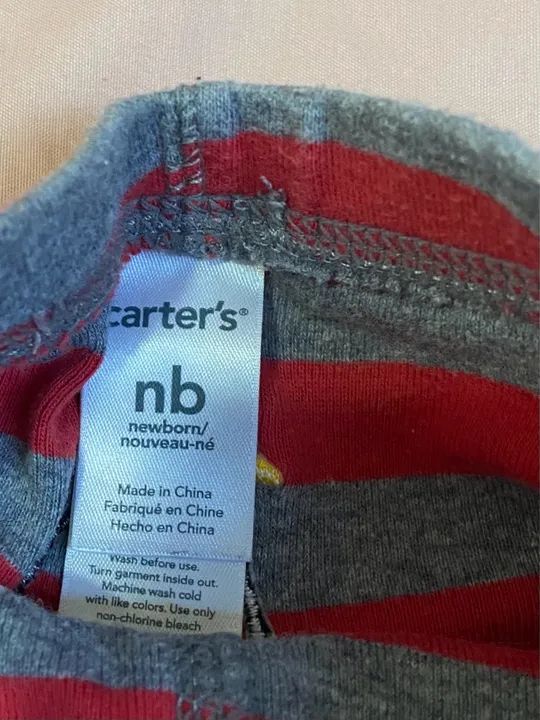 carter's®
nb
newborn/
nouveau-né
Made in China
Fabriqué en Chine
Hecho en China
Wash before use.
Turn garment inside out.
Machine wash cold
with like colors. Use only
non-chlorine bleach